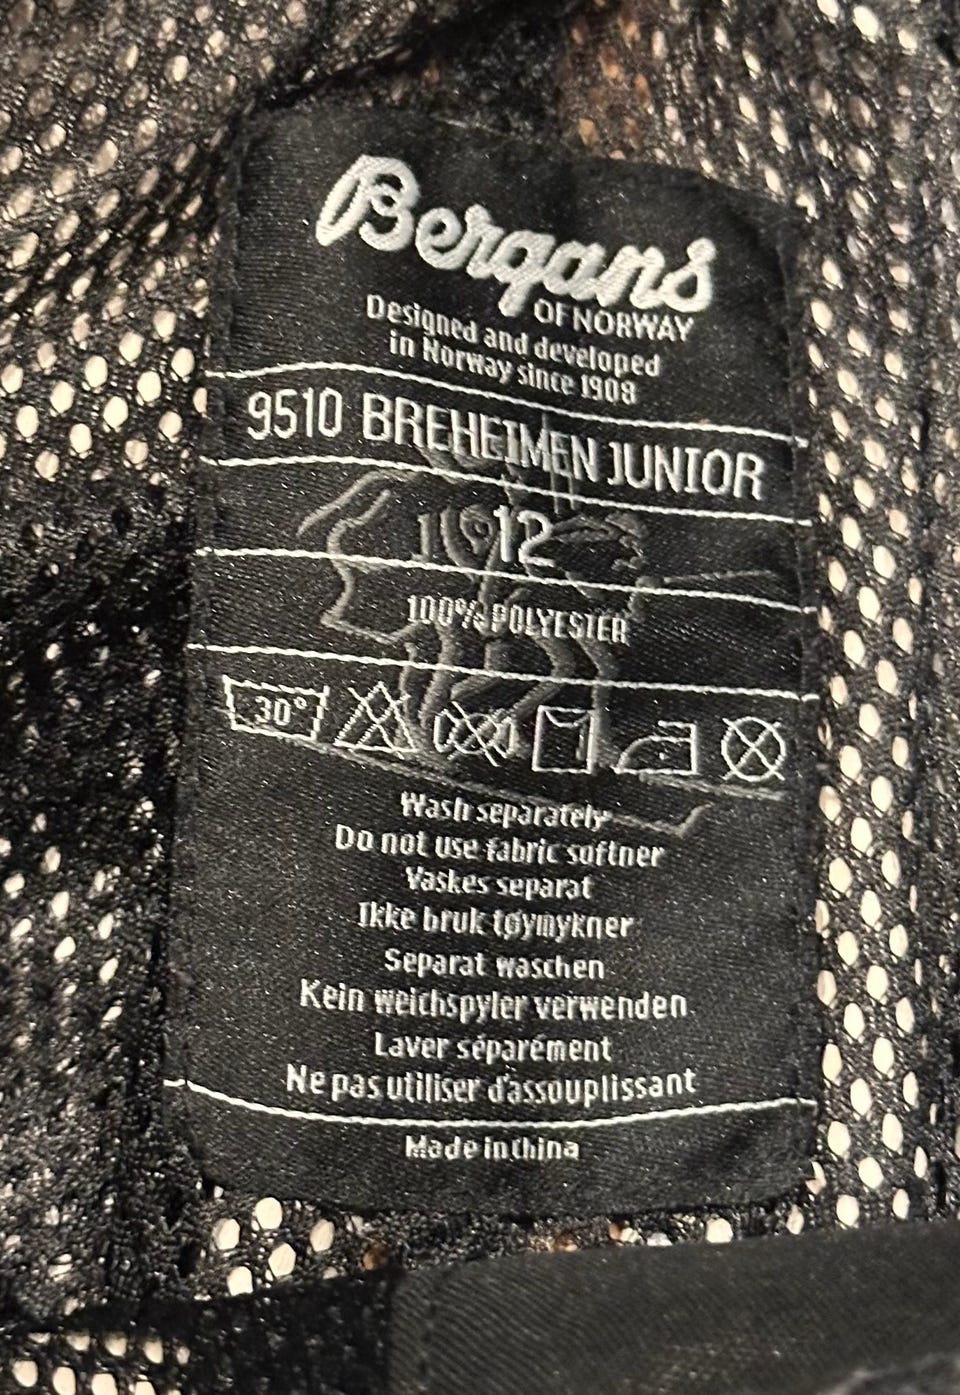 Bergans
OF NORWAY
Designed and developed
in Norway since 1908
9510 BREHEIMEN JUNIOR
12
100% POLYESTER
30°
Wash separately
Do not use fabric softner
Vaskes separat
Ikke bruk tøymykner
Separat waschen
Kein weichspyler verwenden
Laver séparément
Ne pas utiliser d'assouplissant
Made in China